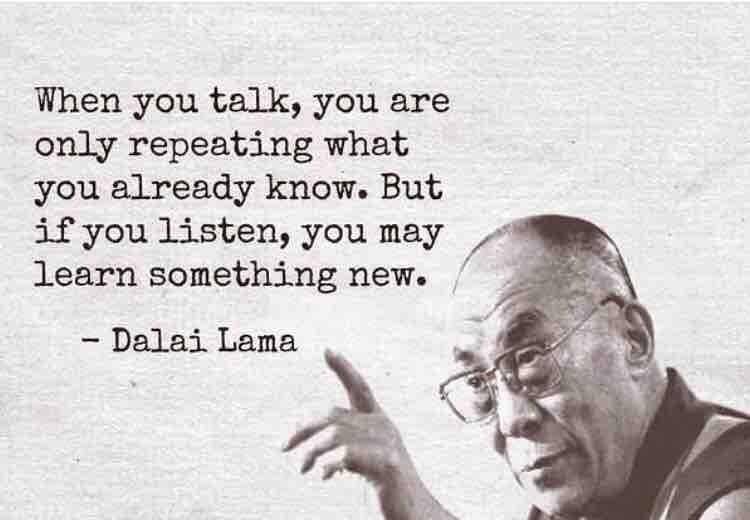 When you talk, you are
only repeating what
you already know. But
if you listen, you may
learn something new.
- Dalai Lama